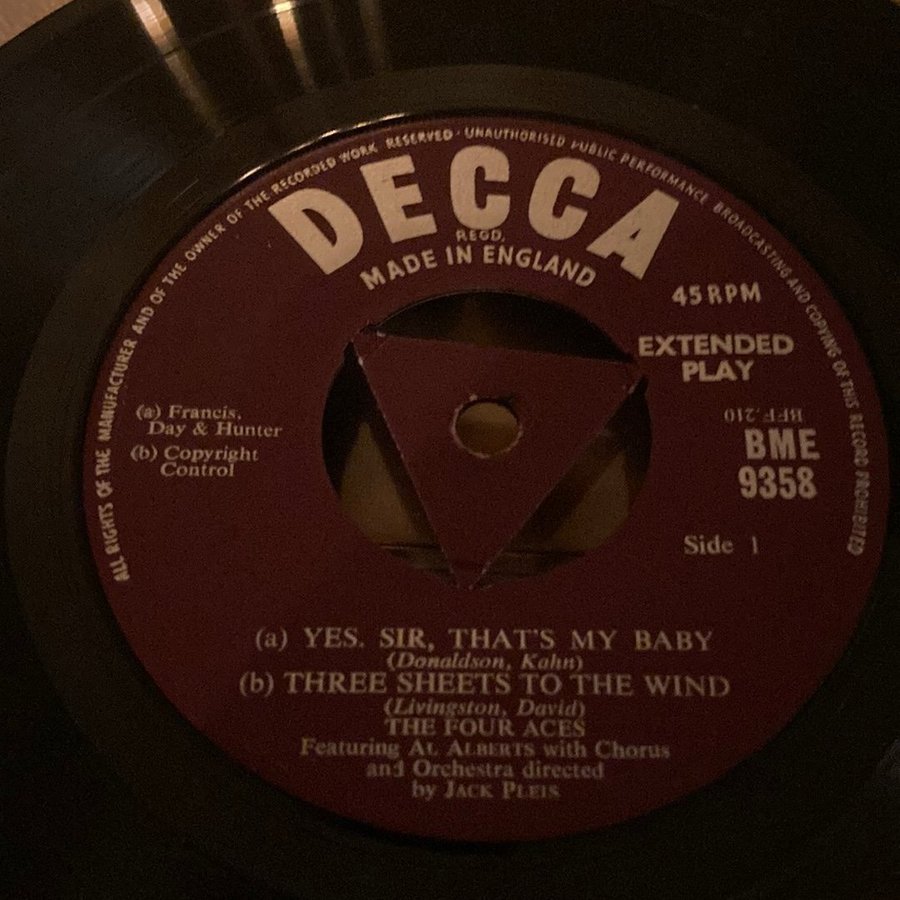 ALL RIGHTS OF THE MANUFACTURER AND OF THE OWNER OF THE RECORDED WORK RESERVED · UNAUTHORISED PUBLIC PERFORMANCE BROADCASTING AND COPYING OF THIS RECORD PROHIBITED
DECCA
REGD.
MADE IN ENGLAND
45 RPM
EXTENDED
PLAY
BFF.210
BME
9358
(a) Francis,
Day & Hunter
(b) Copyright
Control
Side 1
(a) YES. SIR, THAT'S MY BABY
(Donaldson, Kahn)
(b) THREE SHEETS TO THE WIND
(Livingston, David)
THE FOUR ACES
Featuring AL ALBERTS with Chorus
and Orchestra directed
by JACK PLEIS